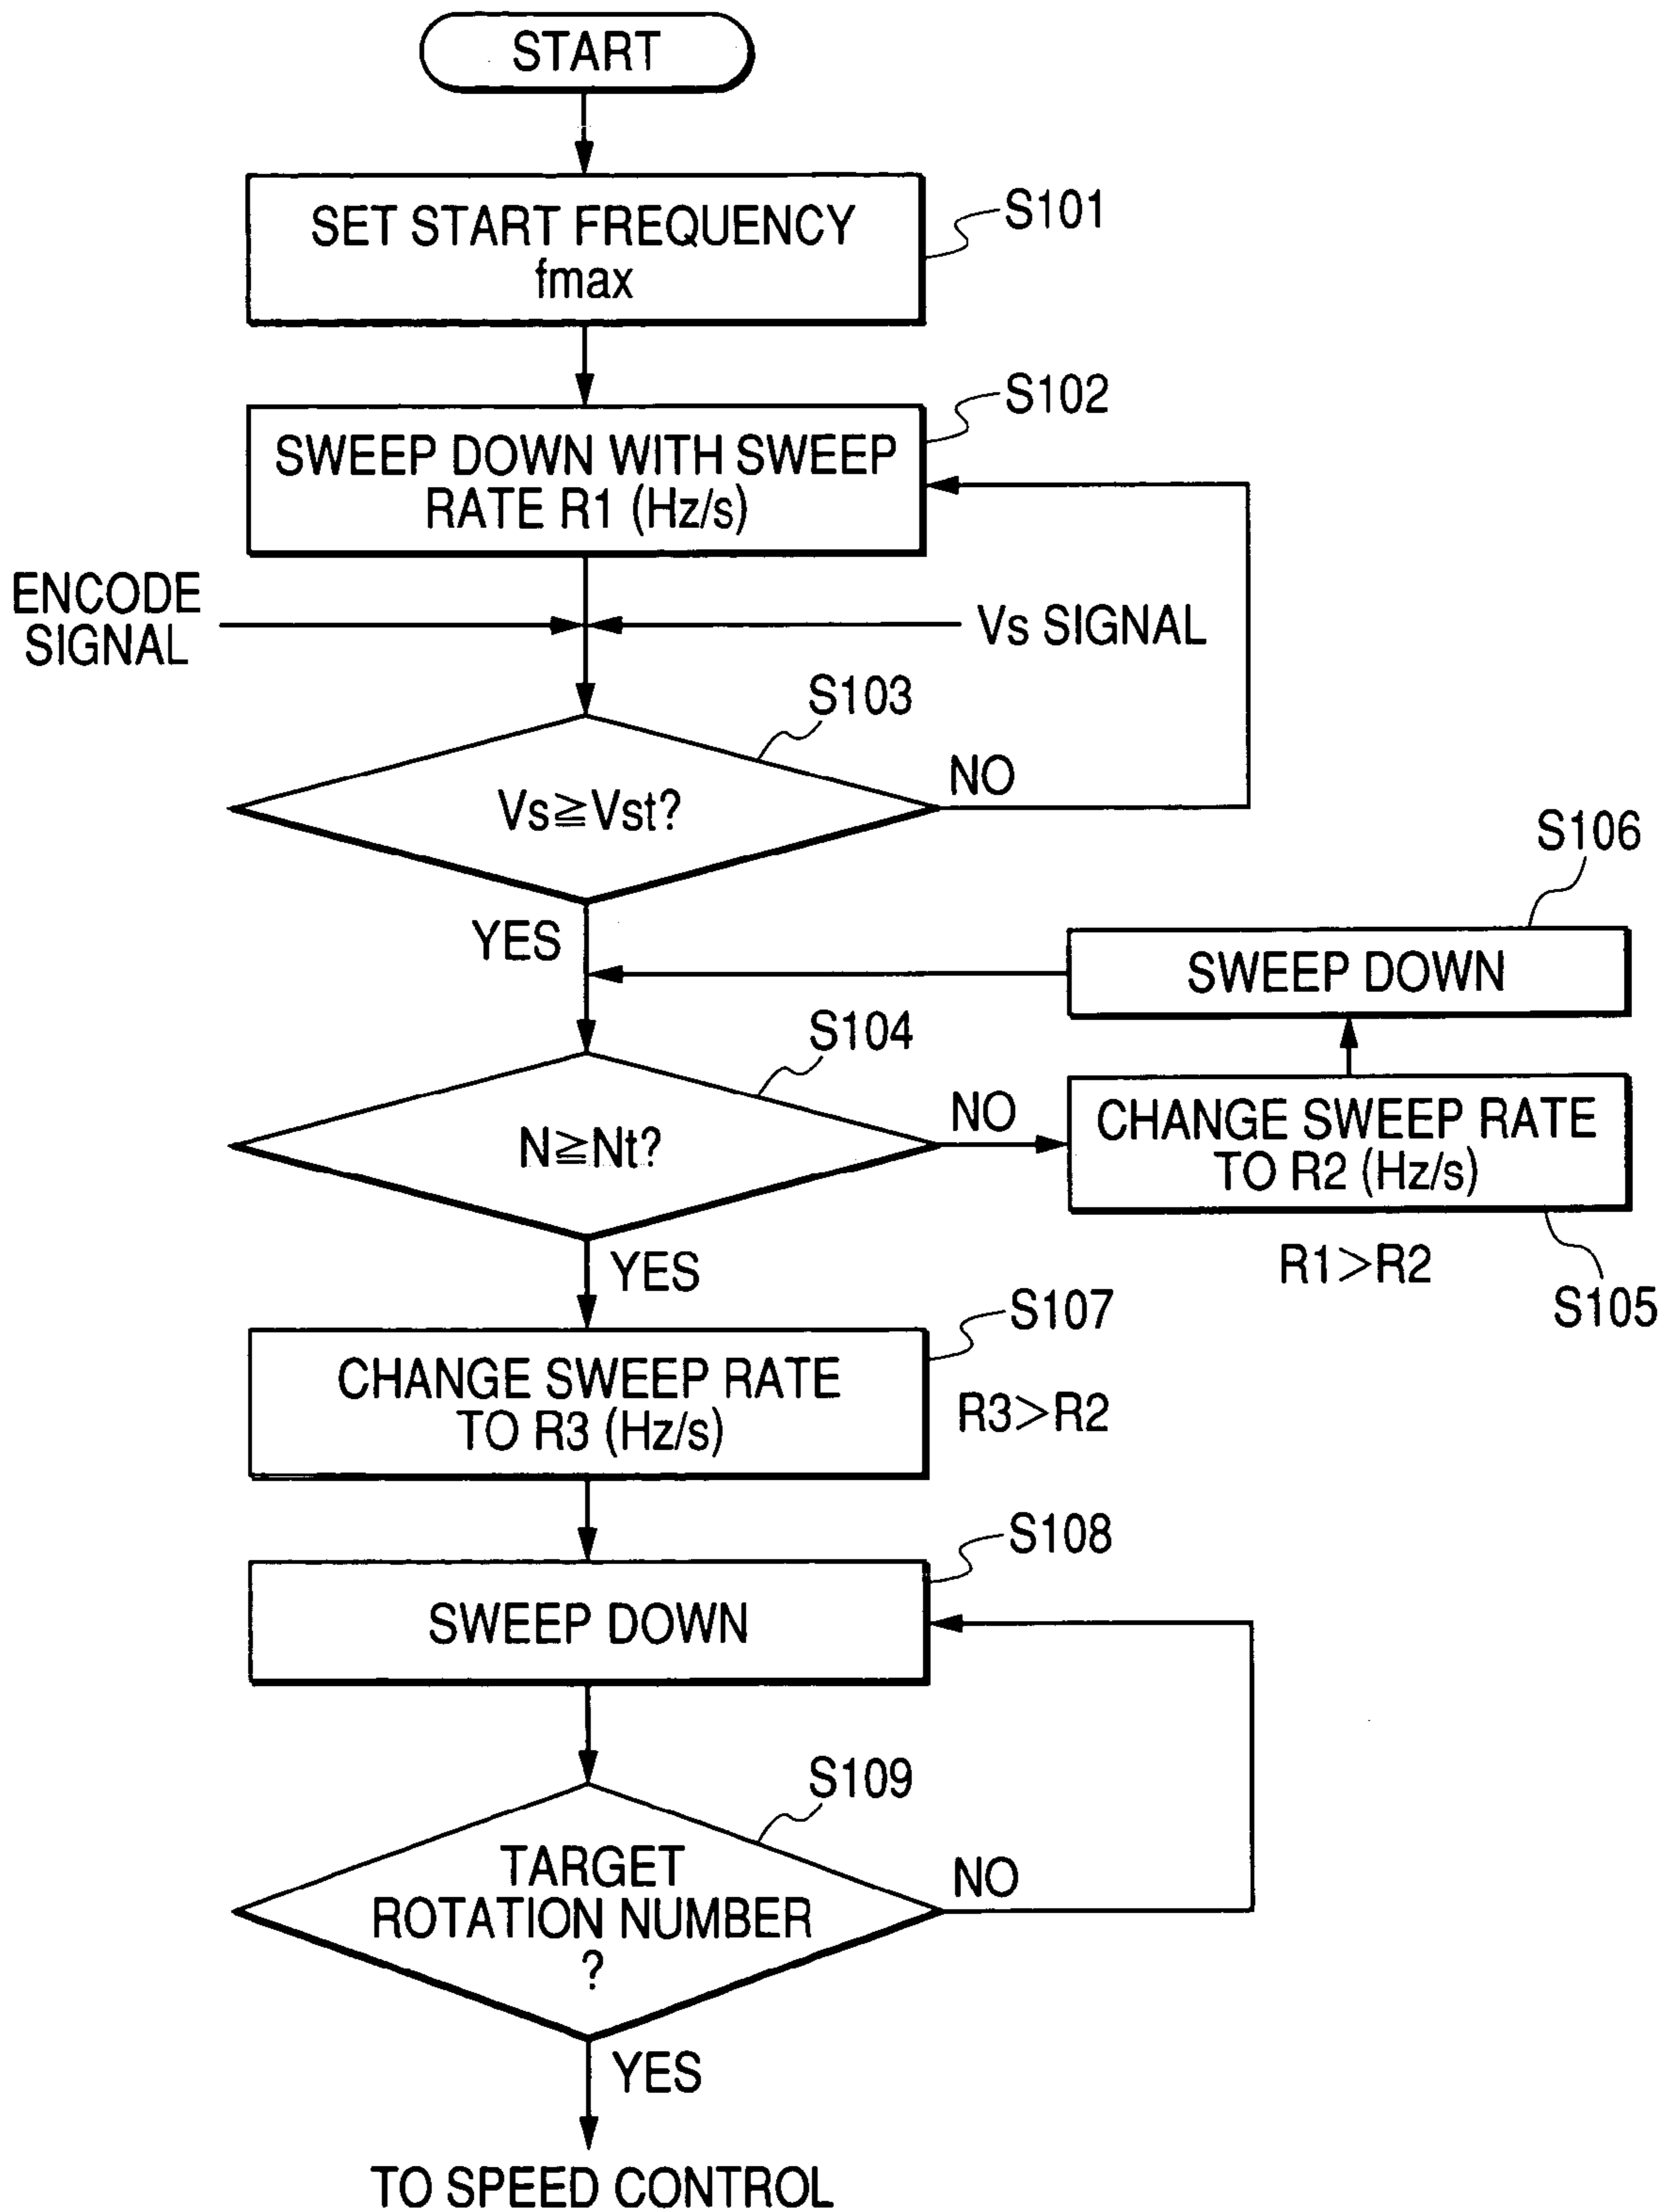 START
SET START FREQUENCY
fmax
S101
SWEEP DOWN WITH SWEEP
RATE R1 (Hz/s)
S102
ENCODE
SIGNAL
Vs SIGNAL
S103
Vs≧Vst?
NO
YES
S106
SWEEP DOWN
S104
N≧Nt?
NO
CHANGE SWEEP RATE
TO R2 (Hz/s)
R1>R2
S105
YES
S107
CHANGE SWEEP RATE
TO R3 (Hz/s)
R3>R2
S108
SWEEP DOWN
S109
TARGET
ROTATION NUMBER
?
NO
YES
TO SPEED CONTROL